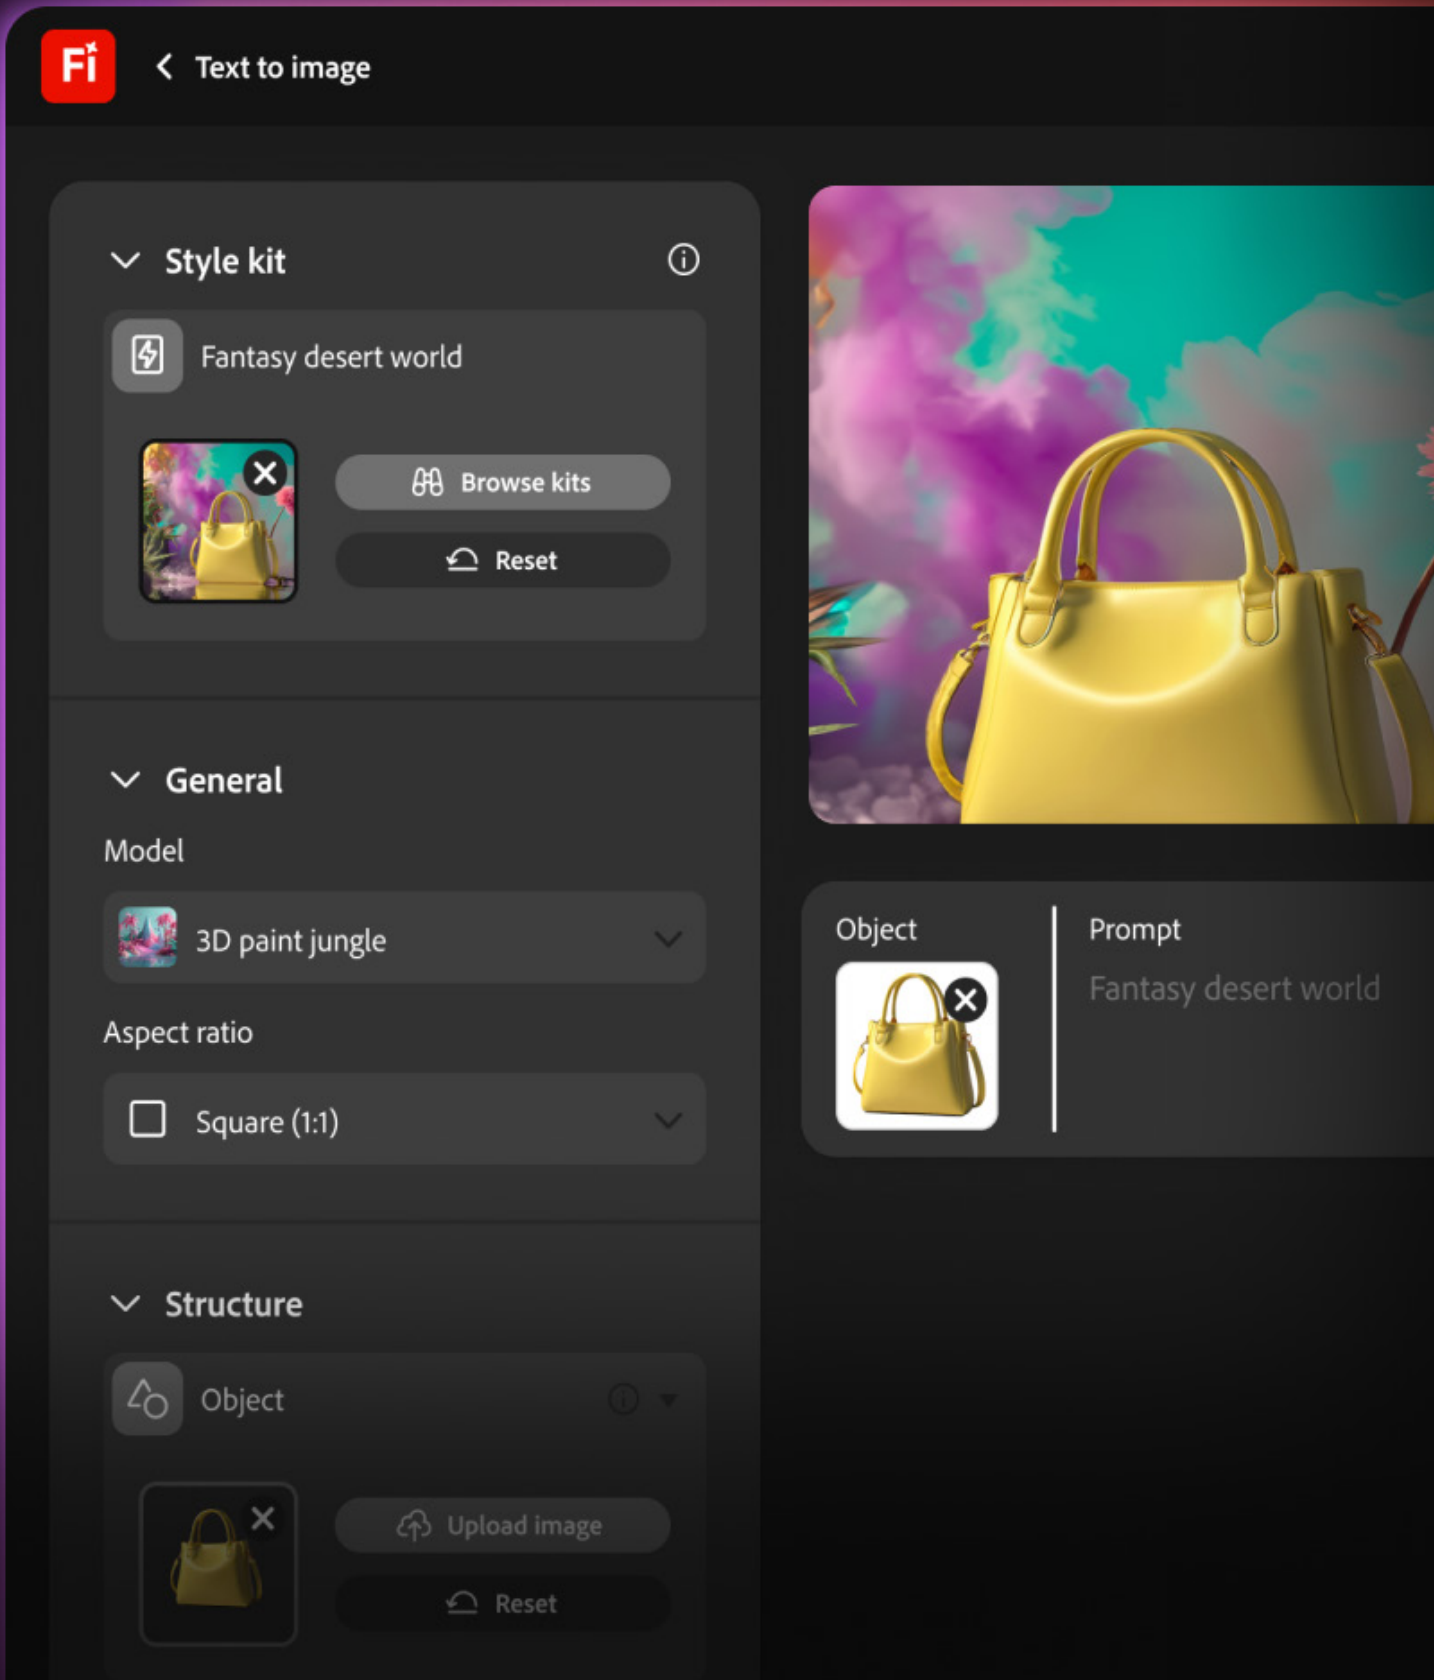 Fi
Text to image
Style kit
Fantasy desert world
Browse kits
Reset
General
Model
3D paint jungle
Aspect ratio
Square (1:1)
Structure
Object
Upload image
Reset
Object
Prompt
Fantasy desert world